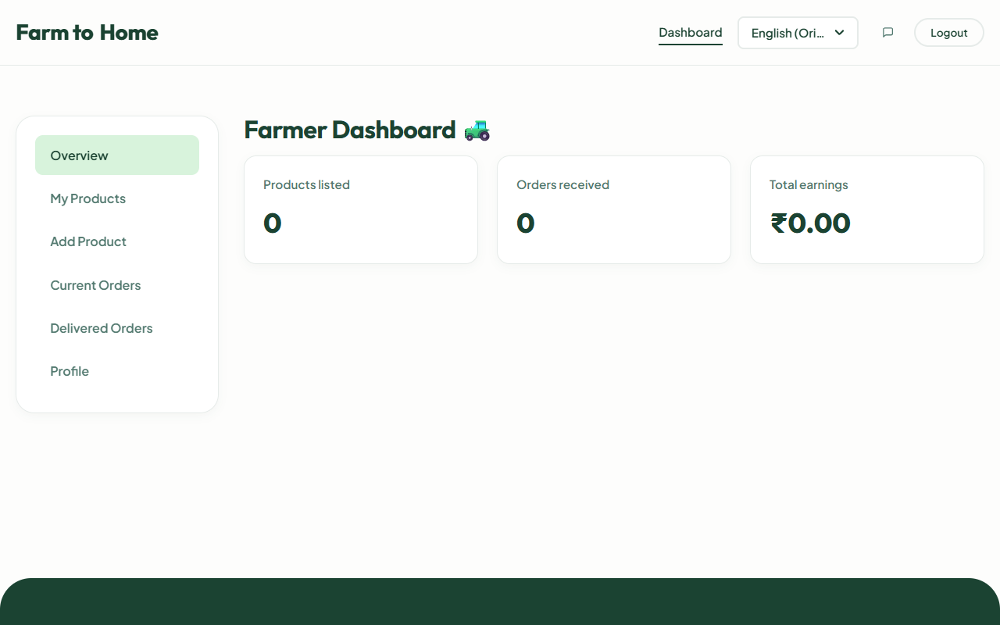 Farm to Home
Dashboard
English (Ori...
Logout
Overview
My Products
Add Product
Current Orders
Delivered Orders
Profile
Farmer Dashboard 🚜
Products listed
0
Orders received
0
Total earnings
₹0.00